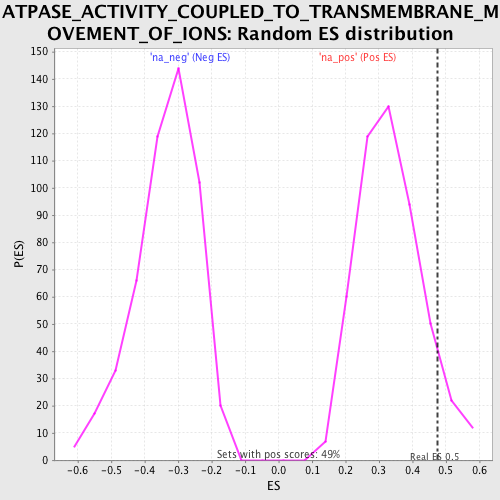 ATPASE_ACTIVITY_COUPLED_TO_TRANSMEMBRANE_M
OVEMENT_OF_IONS: Random ES distribution
'na_neg' (Neg ES)
'na_pos' (Pos ES)
150
140
130
120
110
100
90
80
70
60
50
40
30
20
10
0
P(ES)
Sets with pos scores: 49%
Real ES 0.5
-0.6 -0.5 -0.4 -0.3 -0.2 -0.1 0.0 0.1 0.2 0.3 0.4 0.5 0.6
ES